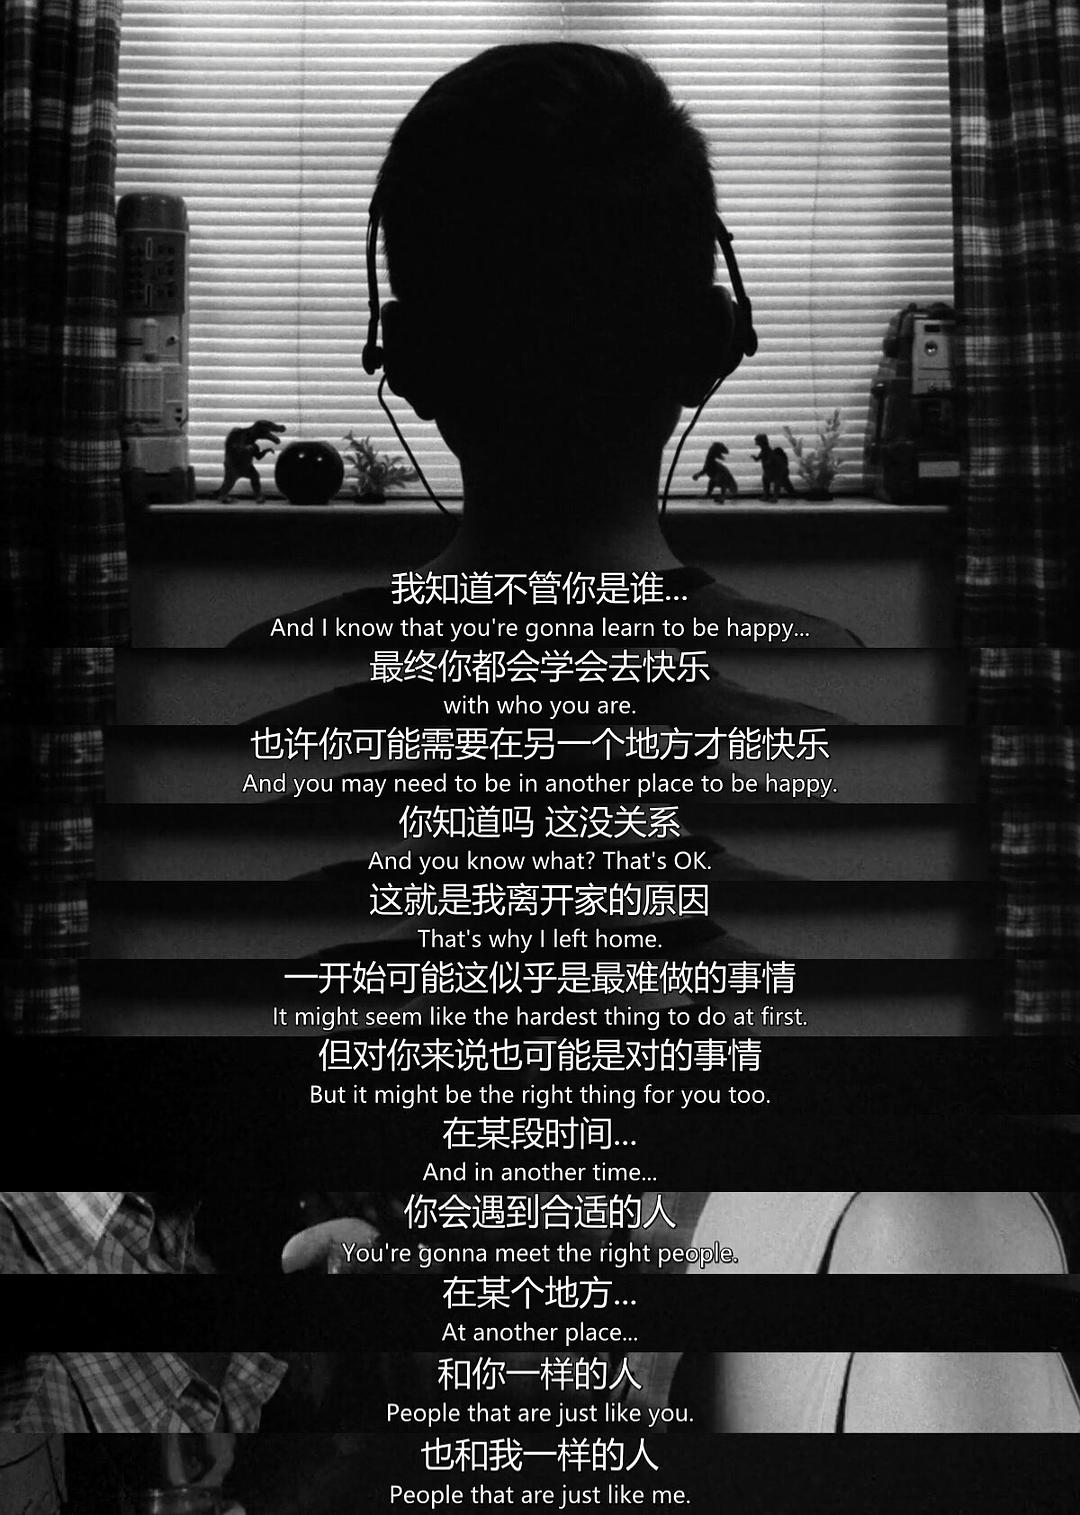 我知道不管你是谁...
And I know that you're gonna learn to be happy...
最终你都会学会去快乐
with who you are.
也许你可能需要在另一个地方才能快乐
And you may need to be in another place to be happy.
你知道吗 这没关系
And you know what? That's OK.
这就是我离开家的原因
That's why I left home.
一开始可能这似乎是最难做的事情
It might seem like the hardest thing to do at first.
但对你来说也可能是对的事情
But it might be the right thing for you too.
在某段时间...
And in another time...
你会遇到合适的人
You're gonna meet the right people.
在某个地方...
At another place...
和你一样的人
People that are just like you.
也和我一样的人
People that are just like me.